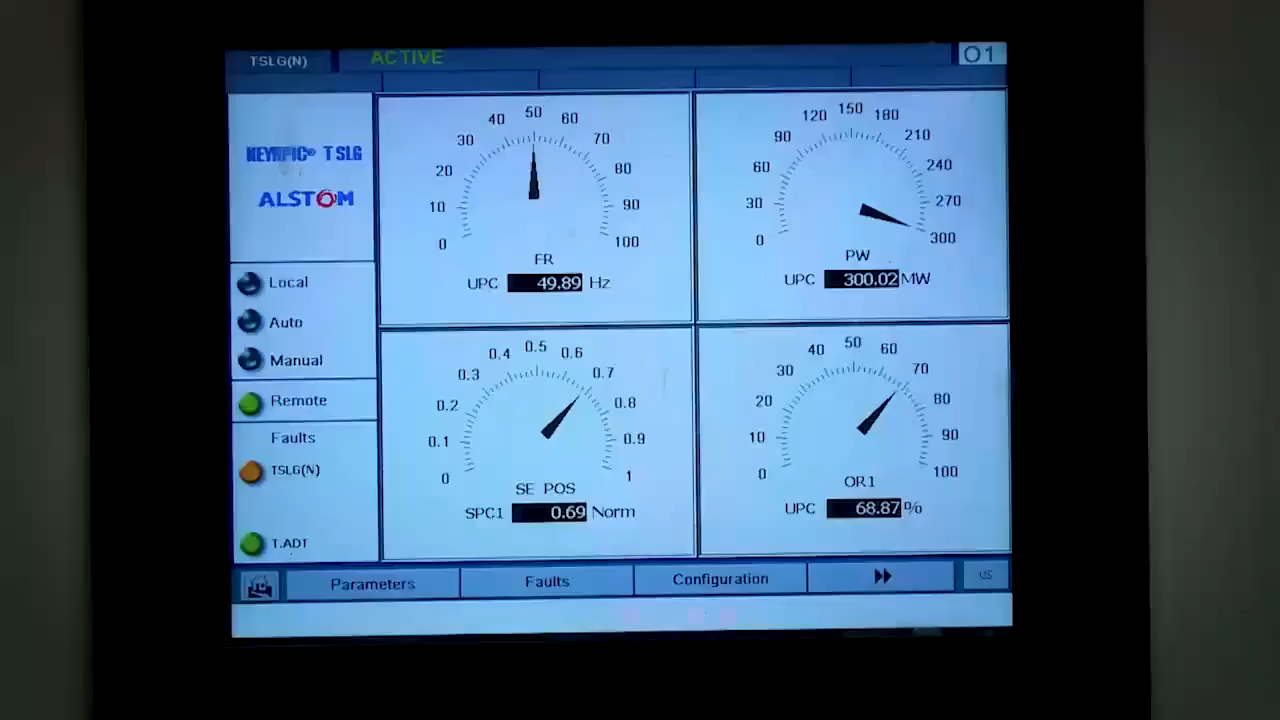 TSLG(N) ACTIVE 01
NEYRPIC® TSLG
ALSTOM
Local
Auto
Manual
Remote
Faults
TSLG(N)
T.ADT
0 10 20 30 40 50 60 70 80 90 100
FR
UPC 49.89 Hz
0 30 60 90 120 150 180 210 240 270 300
PW
UPC 300.02 MW
0 0.1 0.2 0.3 0.4 0.5 0.6 0.7 0.8 0.9 1
SE POS
SPC1 0.69 Norm
0 10 20 30 40 50 60 70 80 90 100
OR1
UPC 68.87 %
Parameters Faults Configuration US